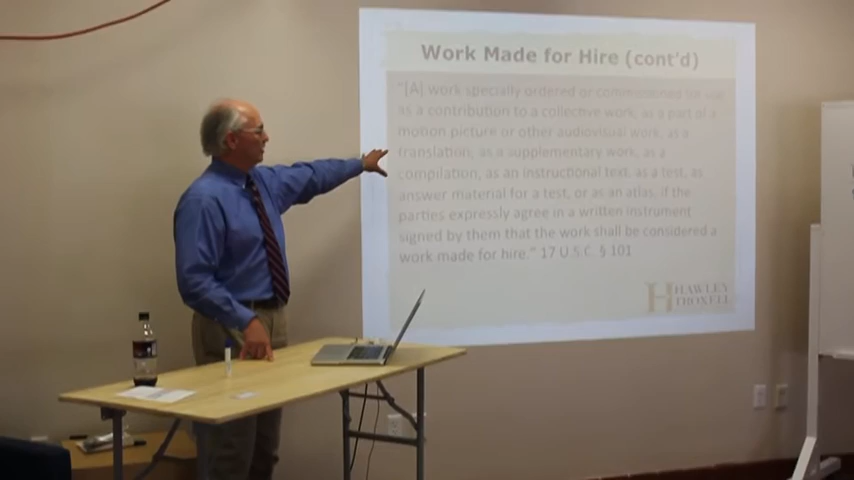 Work Made for Hire (cont'd)
"[A] work specially ordered or commissioned for use
as a contribution to a collective work, as a part of a
motion picture or other audiovisual work, as a
translation, as a supplementary work, as a
compilation, as an instructional text, as a test, as
answer material for a test, or as an atlas, if the
parties expressly agree in a written instrument
signed by them that the work shall be considered a
work made for hire." 17 U.S.C. § 101
H HAWLEY
TROXELL